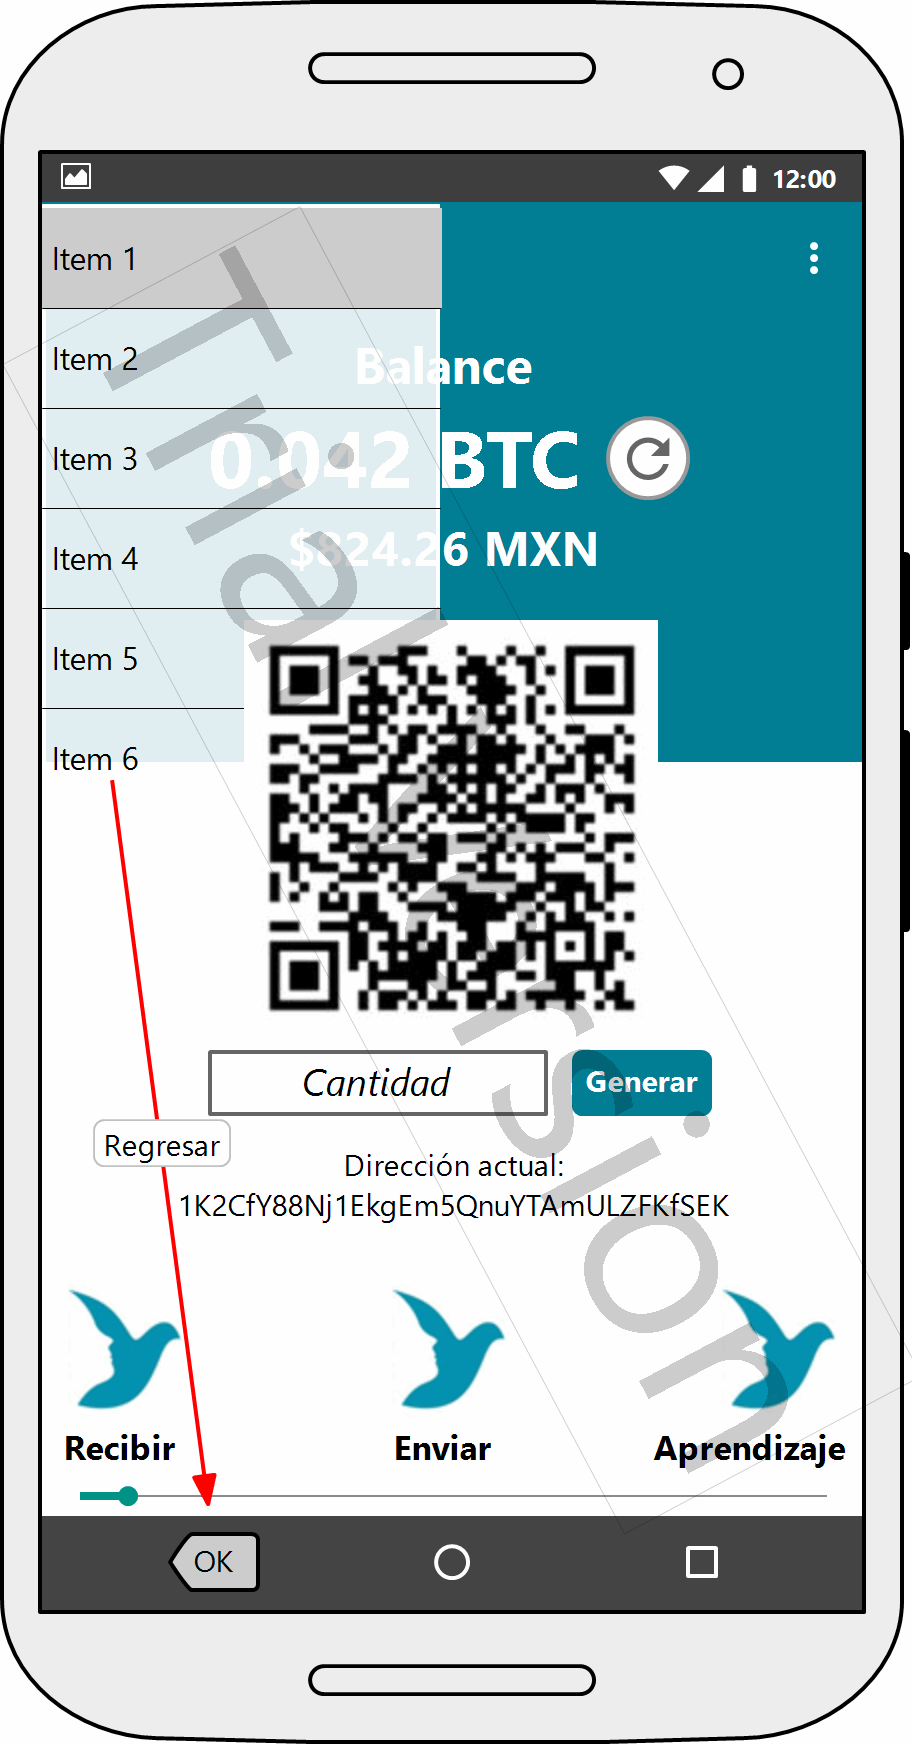 12:00
Item 1
Item 2
Balance
Item 3
0.042 BTC
Item 4
$824.26 MXN
Item 5
Item 6
Cantidad
Generar
Regresar
Dirección actual:
1K2CfY88Nj1EkgEm5QnuYTAmULZFKfSEK
Recibir
Enviar
Aprendizaje
OK
Trial Version